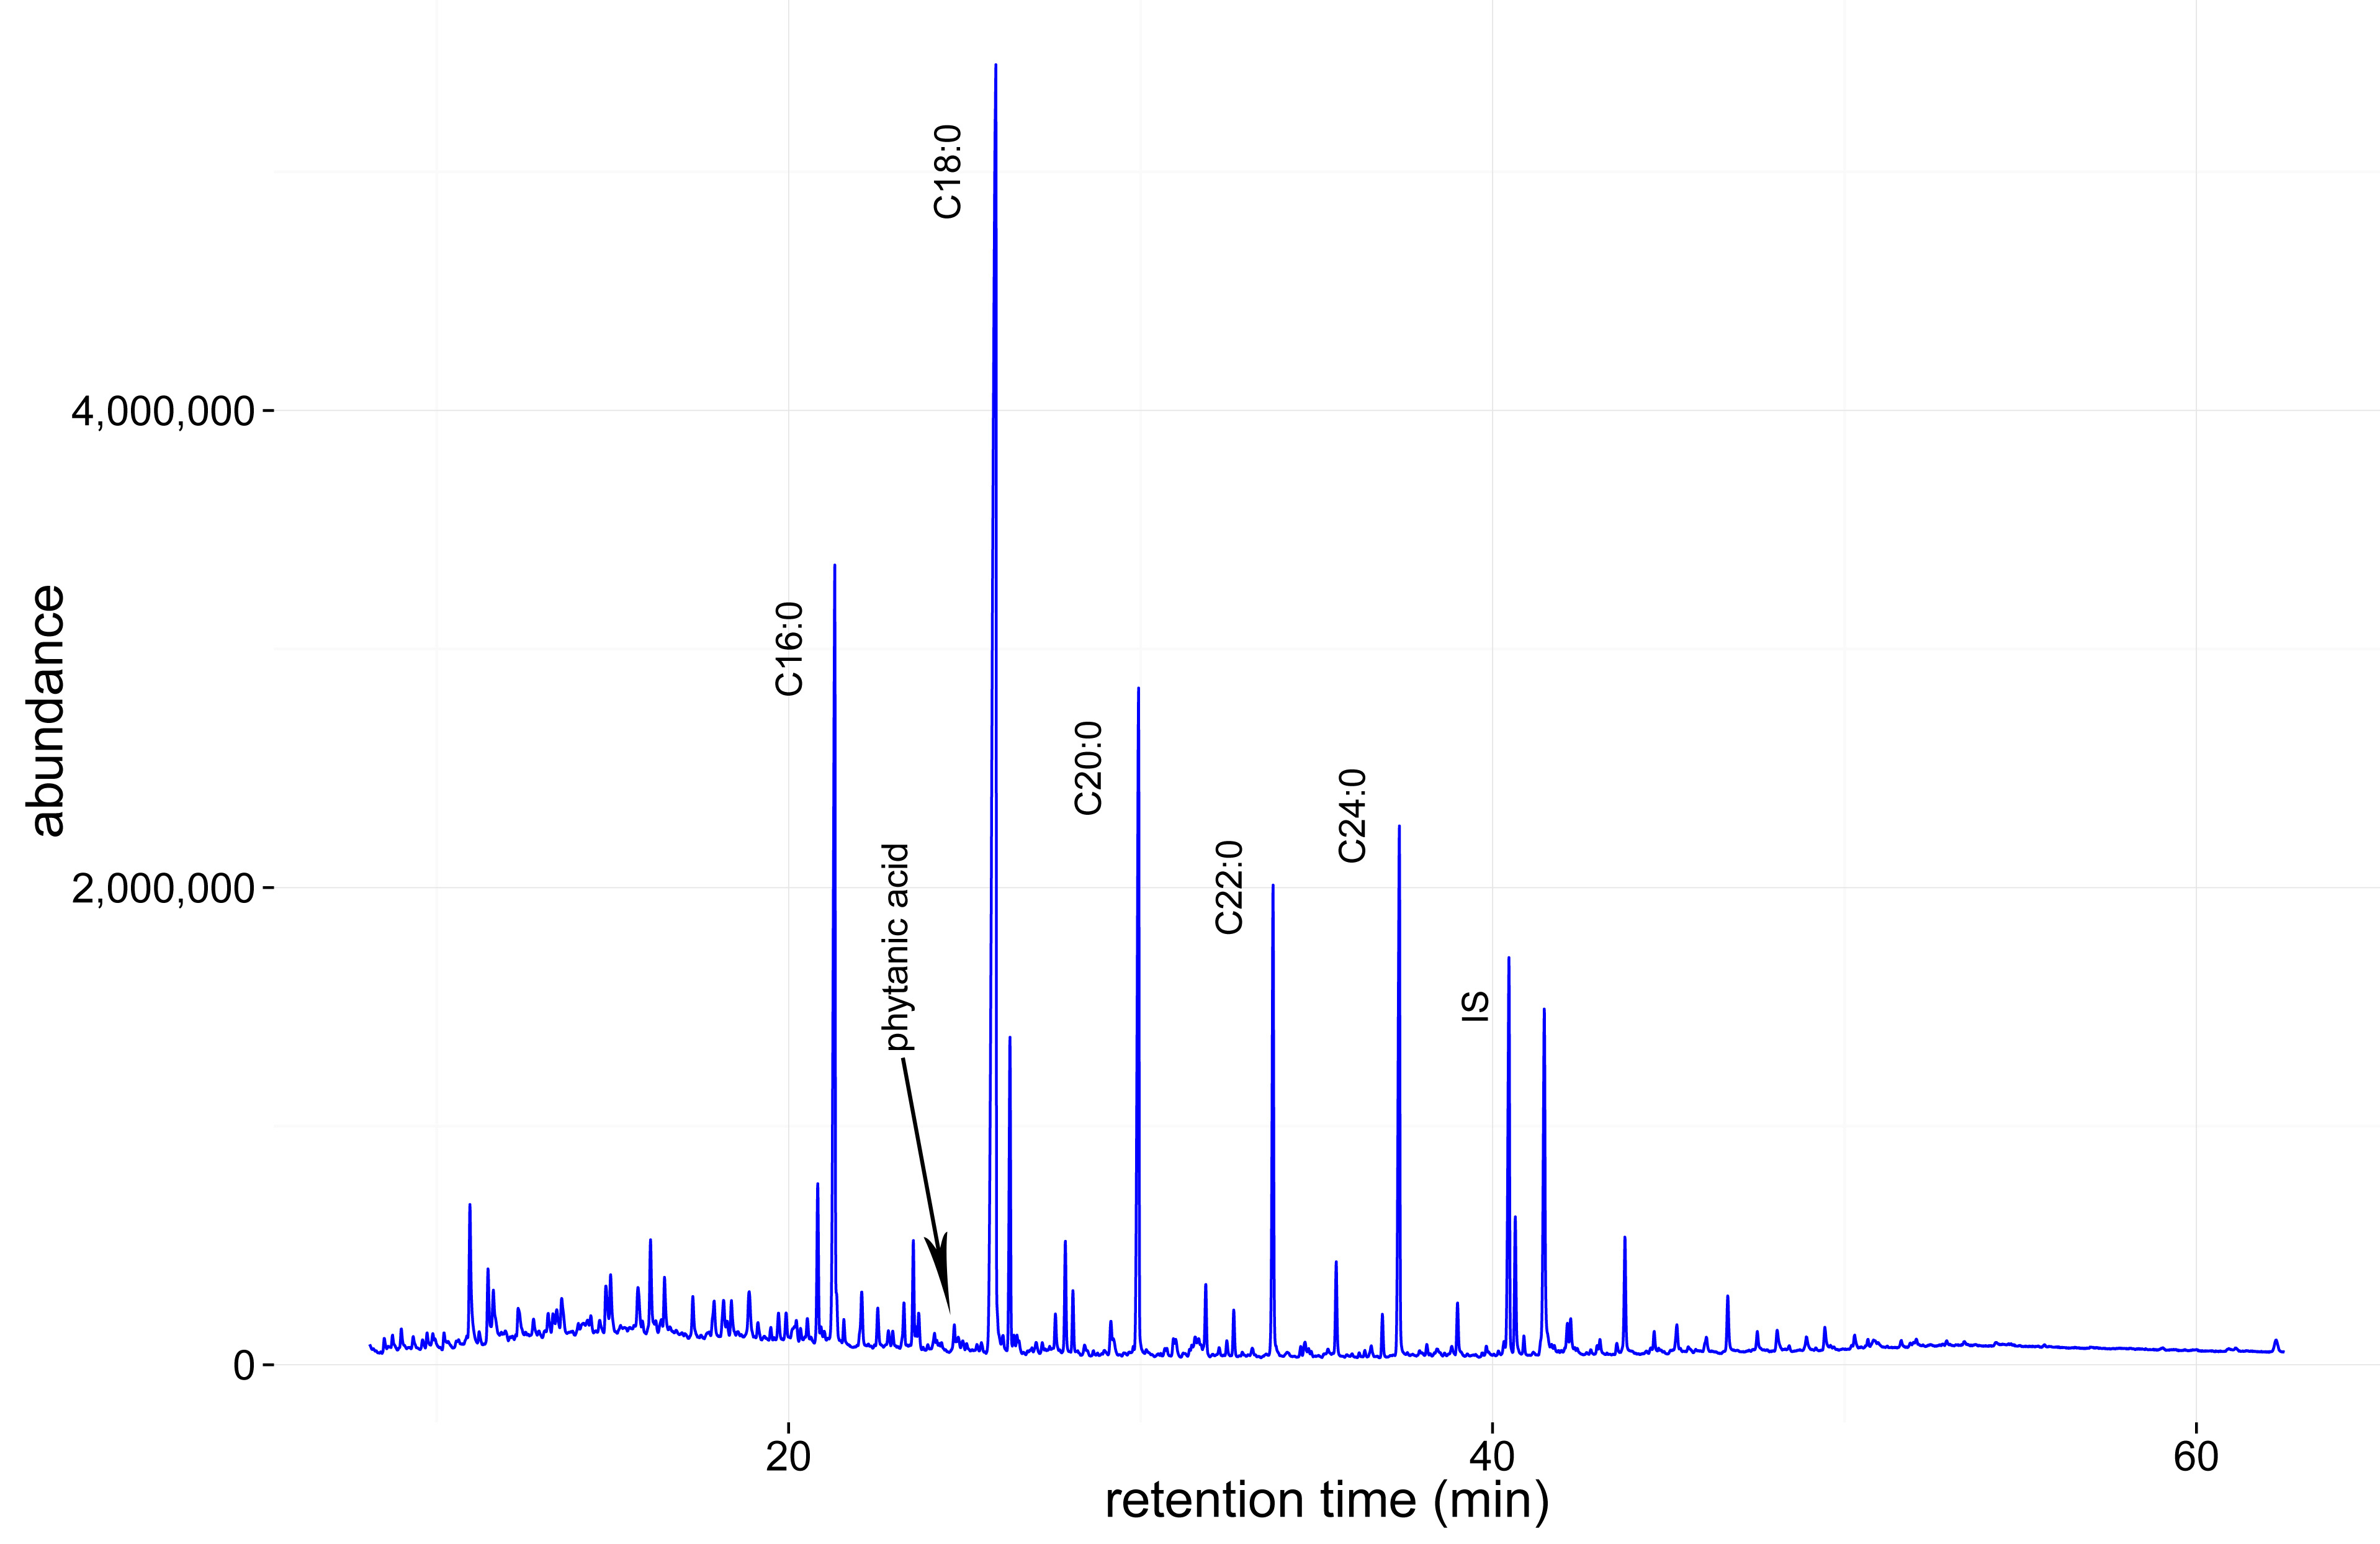 C18:0
4,000,000
C16:0
C20:0
C24:0
phytanic acid
C22:0
2,000,000
IS
abundance
0
20
40
60
retention time (min)